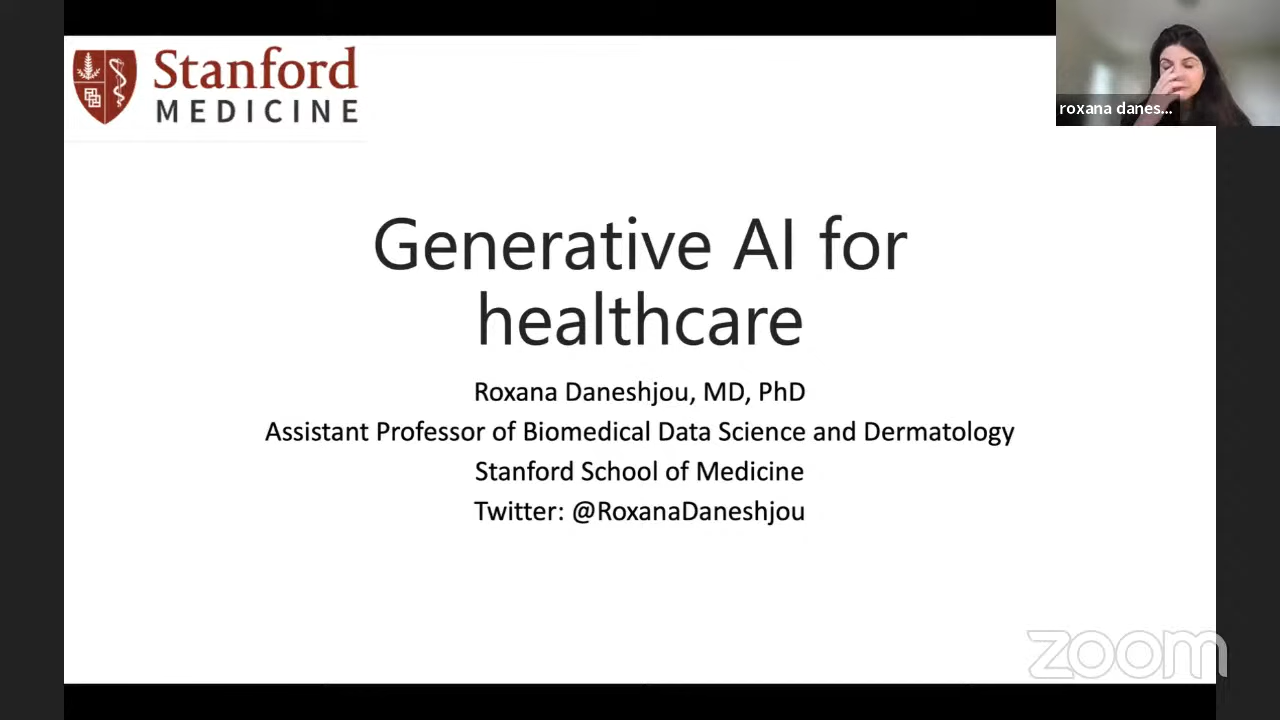 Stanford
MEDICINE
roxana danes...
Generative AI for
healthcare
Roxana Daneshjou, MD, PhD
Assistant Professor of Biomedical Data Science and Dermatology
Stanford School of Medicine
Twitter: @RoxanaDaneshjou
zoom